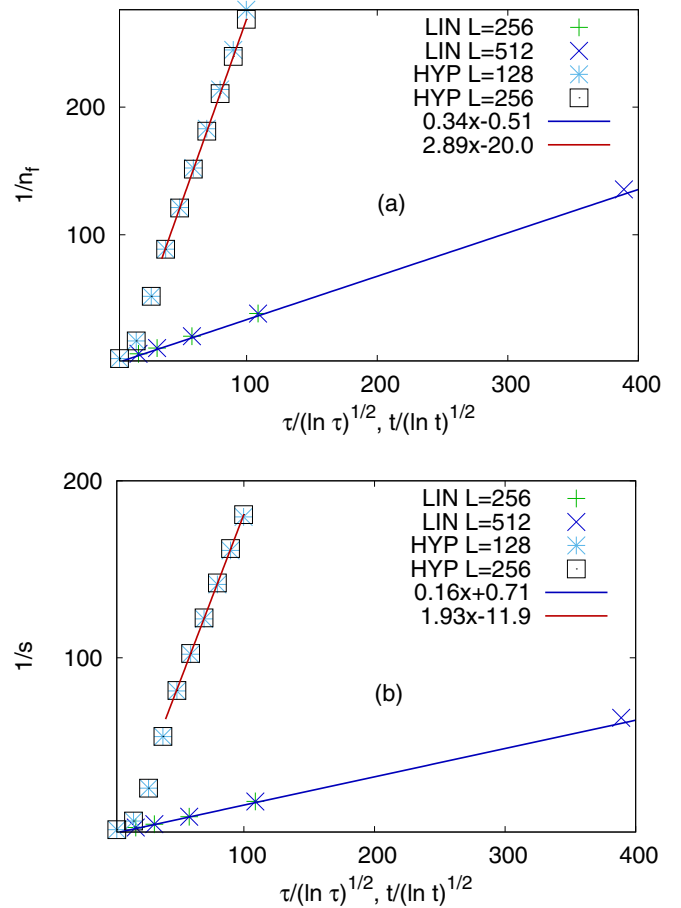 LIN L=256
LIN L=512
HYP L=128
HYP L=256
0.34x-0.51
2.89x-20.0
200
100
1/n_f
(a)
100 200 300 400
τ/(ln τ)^{1/2}, t/(ln t)^{1/2}
200
LIN L=256
LIN L=512
HYP L=128
HYP L=256
0.16x+0.71
1.93x-11.9
100
1/s
(b)
100 200 300 400
τ/(ln τ)^{1/2}, t/(ln t)^{1/2}